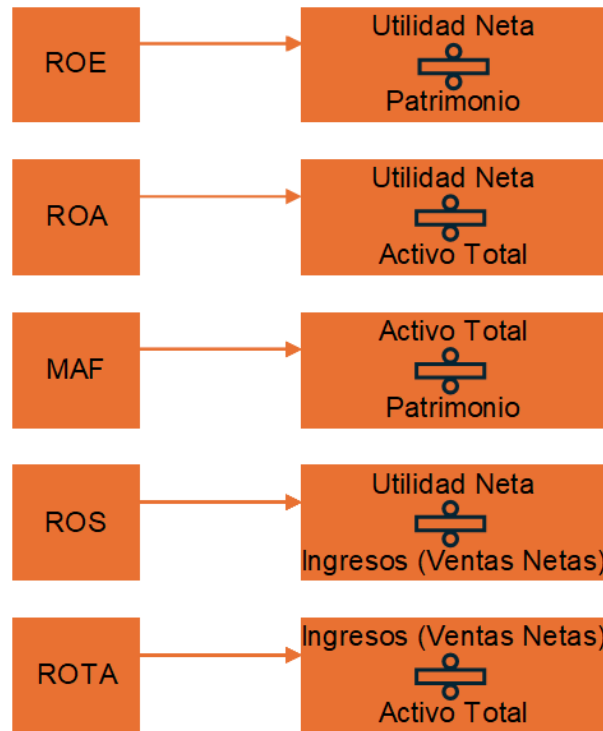 ROE
Utilidad Neta
Patrimonio
ROA
Utilidad Neta
Activo Total
MAF
Activo Total
Patrimonio
ROS
Utilidad Neta
Ingresos (Ventas Netas)
ROTA
Ingresos (Ventas Netas)
Activo Total